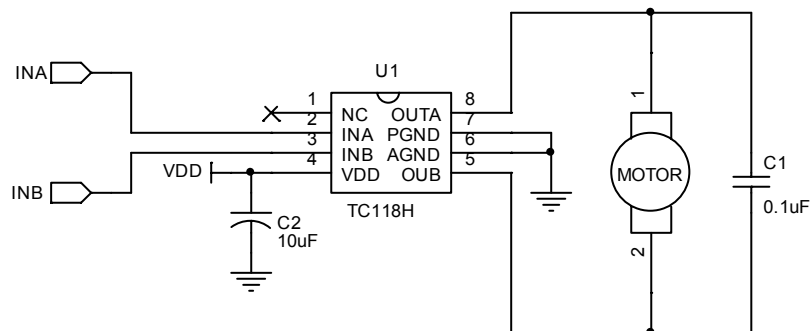 U1
INA
1 NC OUTA 8
2 INA PGND 7
3 INB AGND 6
4 VDD OUB 5
VDD
INB
TC118H
C2
10uF
1
MOTOR
2
C1
0.1uF